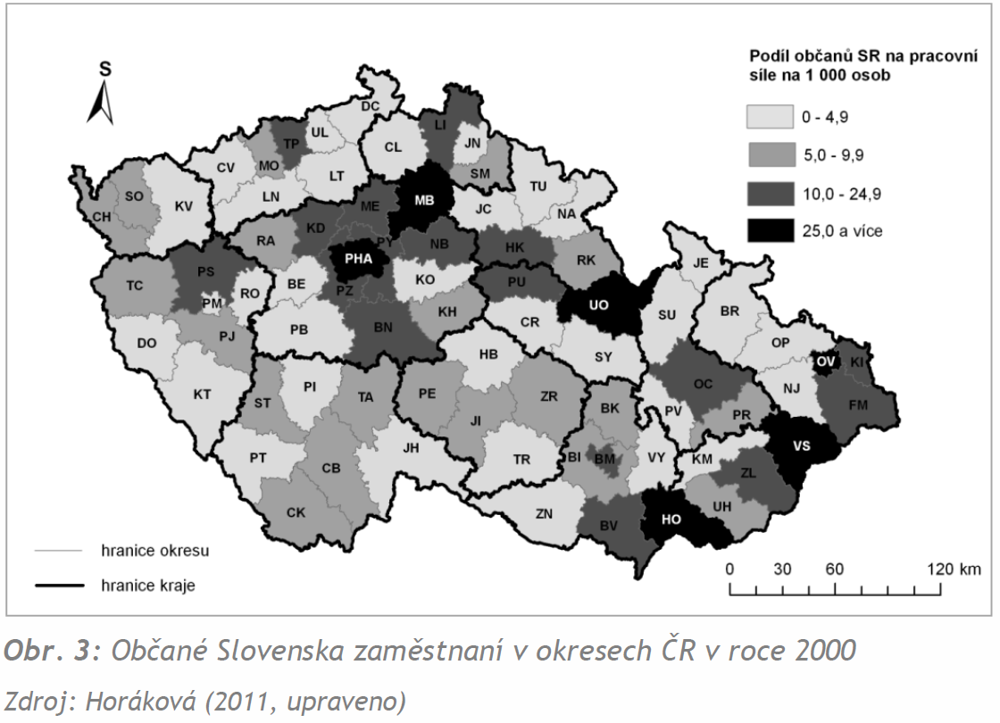 S
Podíl občanů SR na pracovní
síle na 1 000 osob
0 - 4,9
5,0 - 9,9
10,0 - 24,9
25,0 a více
DC
LI
TP
UL
CL
JN
CV
MO
LT
SM
SO
KV
LN
MB
TU
CH
ME
JC
NA
RA
KD
PY
NB
HK
PHA
RK
JE
TC
PS
RO
BE
PZ
KO
PU
PM
UO
SU
BR
DO
PJ
PB
BN
KH
CR
OP
HB
SY
OV
KI
KT
ST
PI
TA
PE
ZR
OC
NJ
FM
JI
BK
PV
PR
PT
CB
JH
TR
BI
BM
VY
KM
VS
ZL
CK
ZN
BV
HO
UH
hranice okresu
hranice kraje
0 30 60 120 km
Obr. 3: Občané Slovenska zaměstnaní v okresech ČR v roce 2000
Zdroj: Horáková (2011, upraveno)